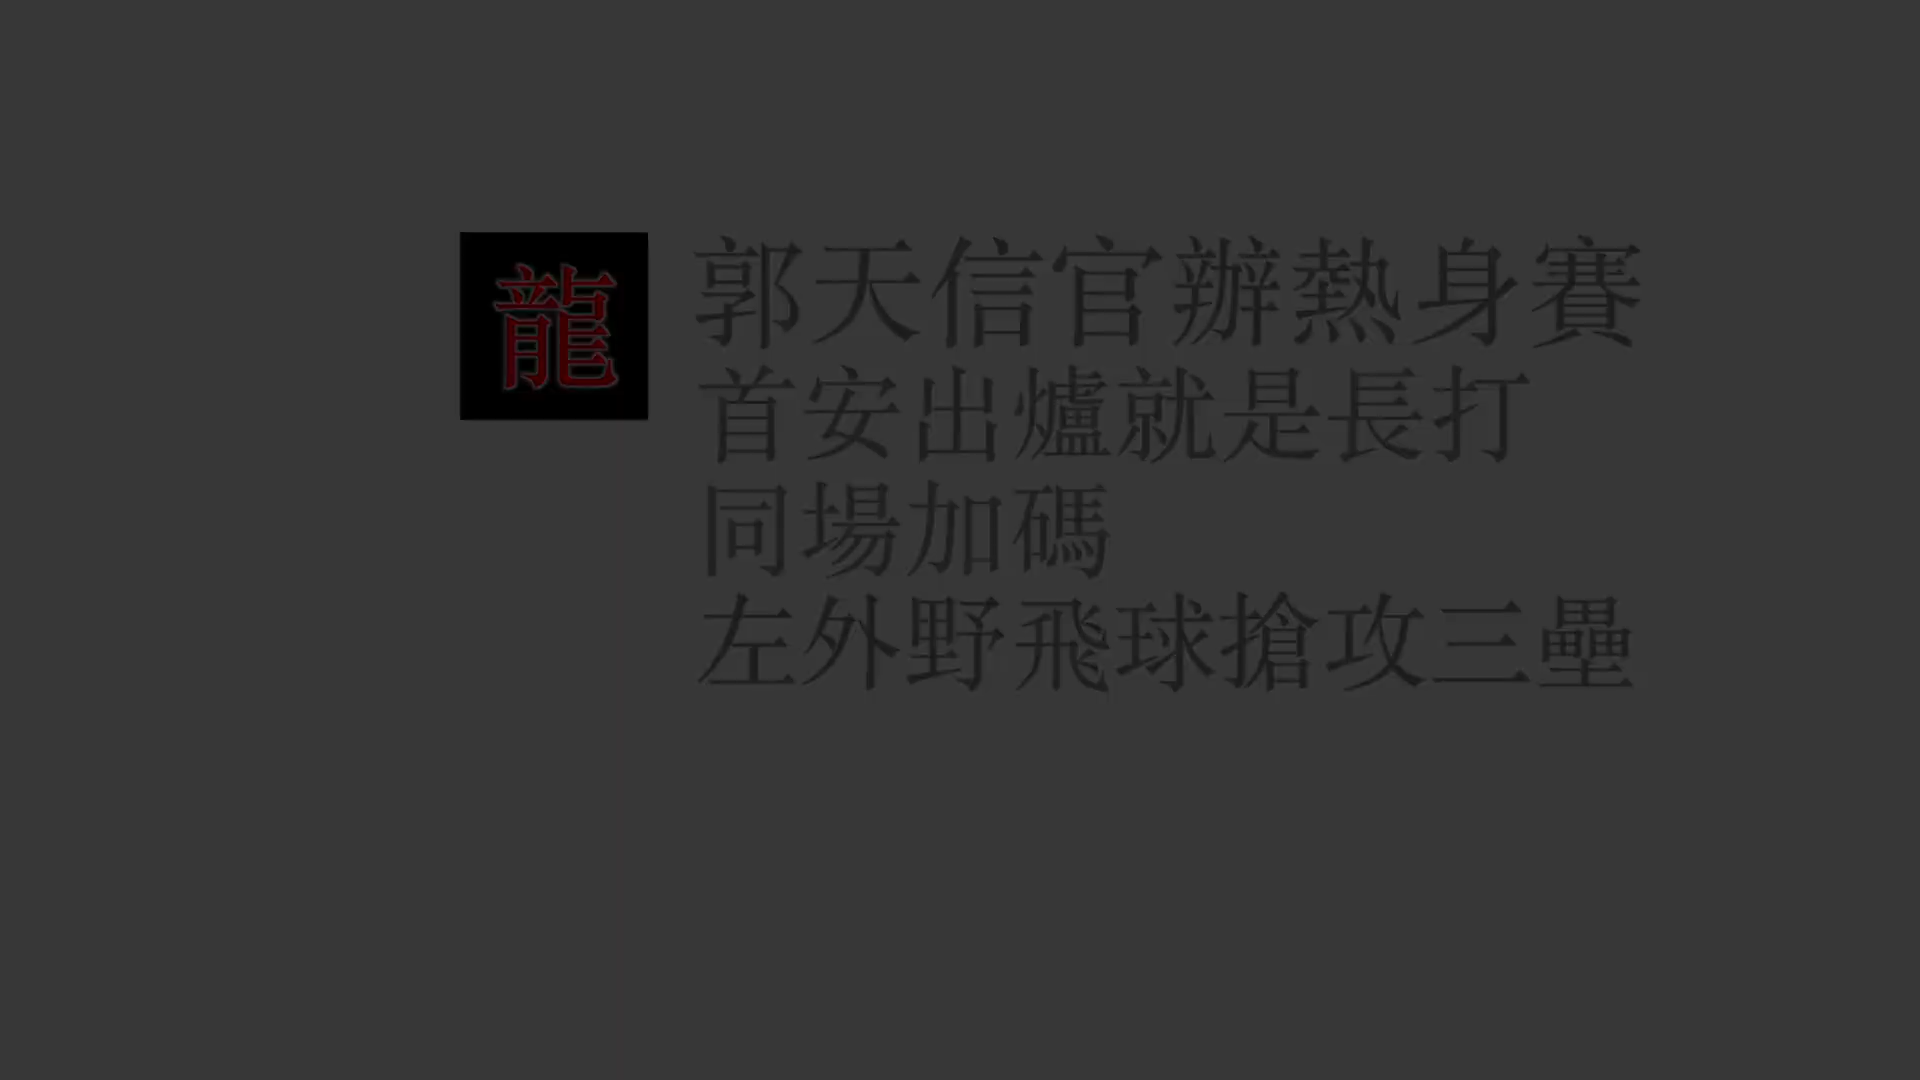 龍
郭天信官辦熱身賽
首安出爐就是長打
同場加碼
左外野飛球搶攻三壘